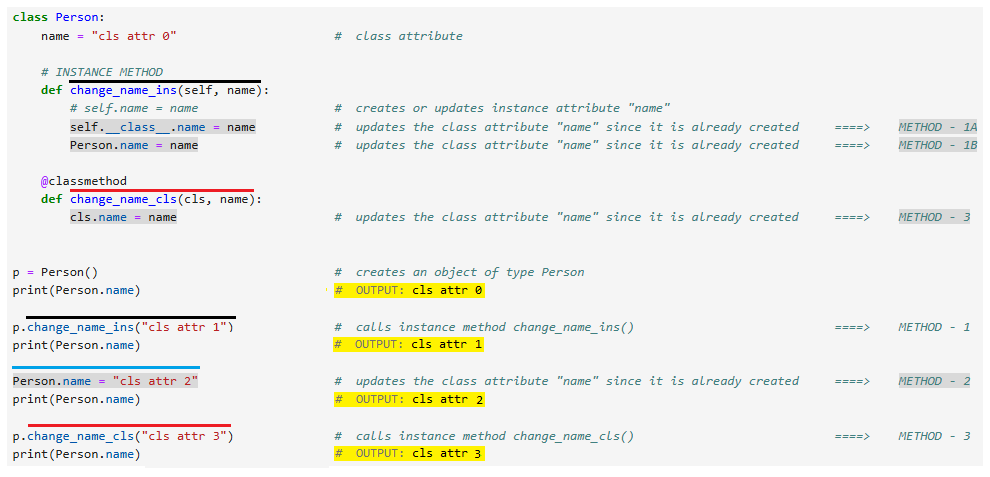 class Person:
    name = "cls attr 0"                      #  class attribute
    # INSTANCE METHOD
    def change_name_ins(self, name):
        # self.name = name                   #  creates or updates instance attribute "name"
        self.__class__.name = name           #  updates the class attribute "name" since it is already created     ====>    METHOD - 1A
        Person.name = name                   #  updates the class attribute "name" since it is already created     ====>    METHOD - 1B
    @classmethod
    def change_name_cls(cls, name):
        cls.name = name                      #  updates the class attribute "name" since it is already created     ====>    METHOD - 3
p = Person()                                 #  creates an object of type Person
print(Person.name)                           #  OUTPUT: cls attr 0
p.change_name_ins("cls attr 1")              #  calls instance method change_name_ins()                            ====>    METHOD - 1
print(Person.name)                           #  OUTPUT: cls attr 1
Person.name = "cls attr 2"                   #  updates the class attribute "name" since it is already created     ====>    METHOD - 2
print(Person.name)                           #  OUTPUT: cls attr 2
p.change_name_cls("cls attr 3")              #  calls instance method change_name_cls()                            ====>    METHOD - 3
print(Person.name)                           #  OUTPUT: cls attr 3